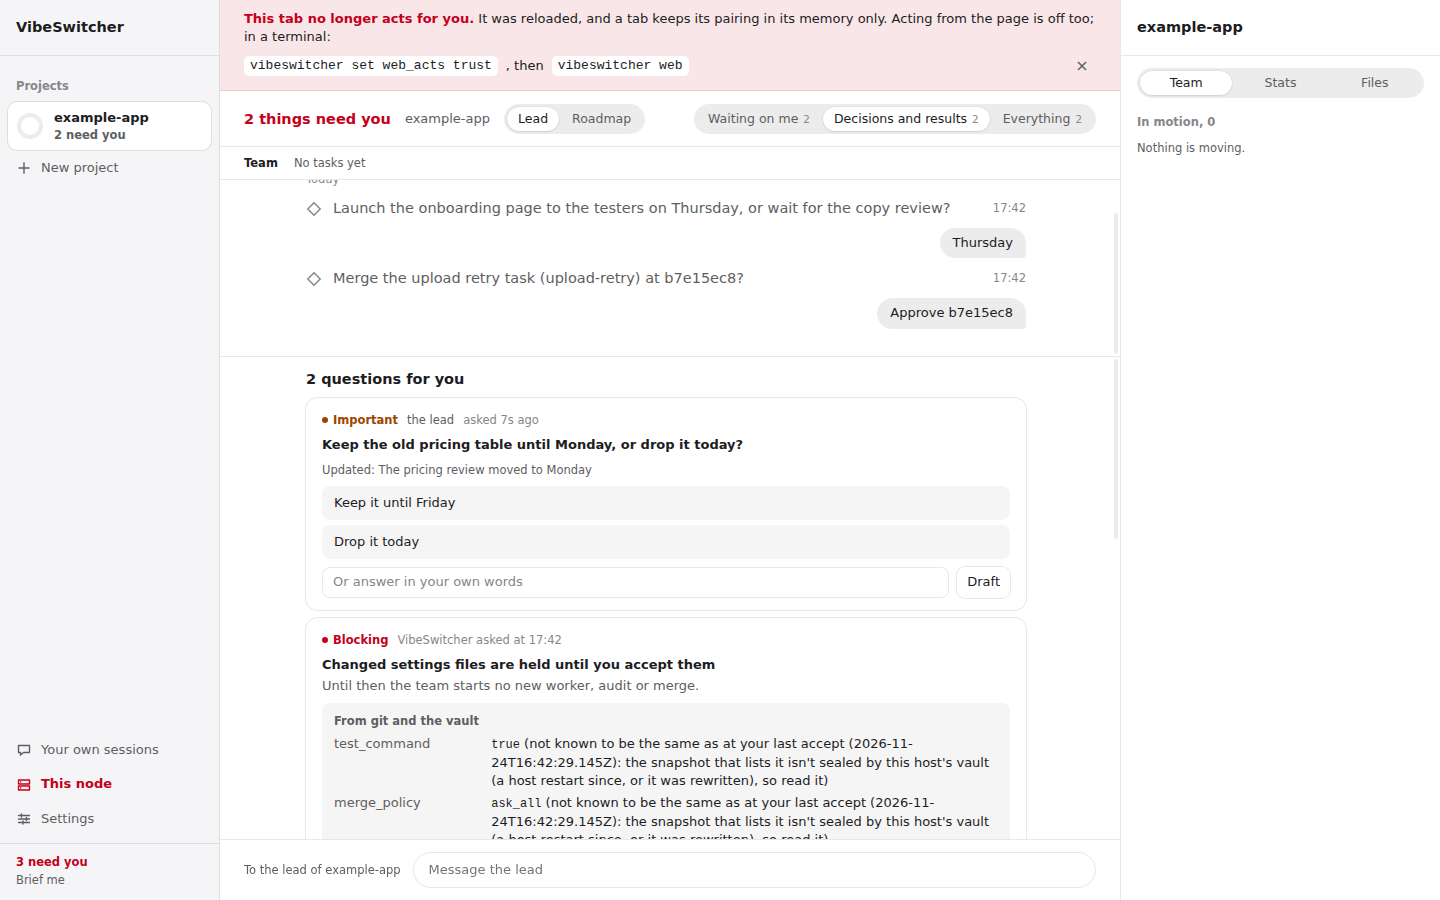 VibeSwitcher
Projects
example-app
2 need you
New project
Your own sessions
This node
Settings
3 need you
Brief me
This tab no longer acts for you. It was reloaded, and a tab keeps its pairing in its memory only. Acting from the page is off too;
in a terminal:
vibeswitcher set web_acts trust , then vibeswitcher web
2 things need you example-app Lead Roadmap Waiting on me 2 Decisions and results 2 Everything 2
Team No tasks yet
Today
Launch the onboarding page to the testers on Thursday, or wait for the copy review? 17:42
Thursday
Merge the upload retry task (upload-retry) at b7e15ec8? 17:42
Approve b7e15ec8
2 questions for you
Important the lead asked 7s ago
Keep the old pricing table until Monday, or drop it today?
Updated: The pricing review moved to Monday
Keep it until Friday
Drop it today
Or answer in your own words Draft
Blocking VibeSwitcher asked at 17:42
Changed settings files are held until you accept them
Until then the team starts no new worker, audit or merge.
From git and the vault
test_command true (not known to be the same as at your last accept (2026-11-
24T16:42:29.145Z): the snapshot that lists it isn't sealed by this host's vault
(a host restart since, or it was rewritten), so read it)
merge_policy ask_all (not known to be the same as at your last accept (2026-11-
24T16:42:29.145Z): the snapshot that lists it isn't sealed by this host's vault
(a host restart since, or it was rewritten), so read it)
To the lead of example-app Message the lead
example-app
Team Stats Files
In motion, 0
Nothing is moving.